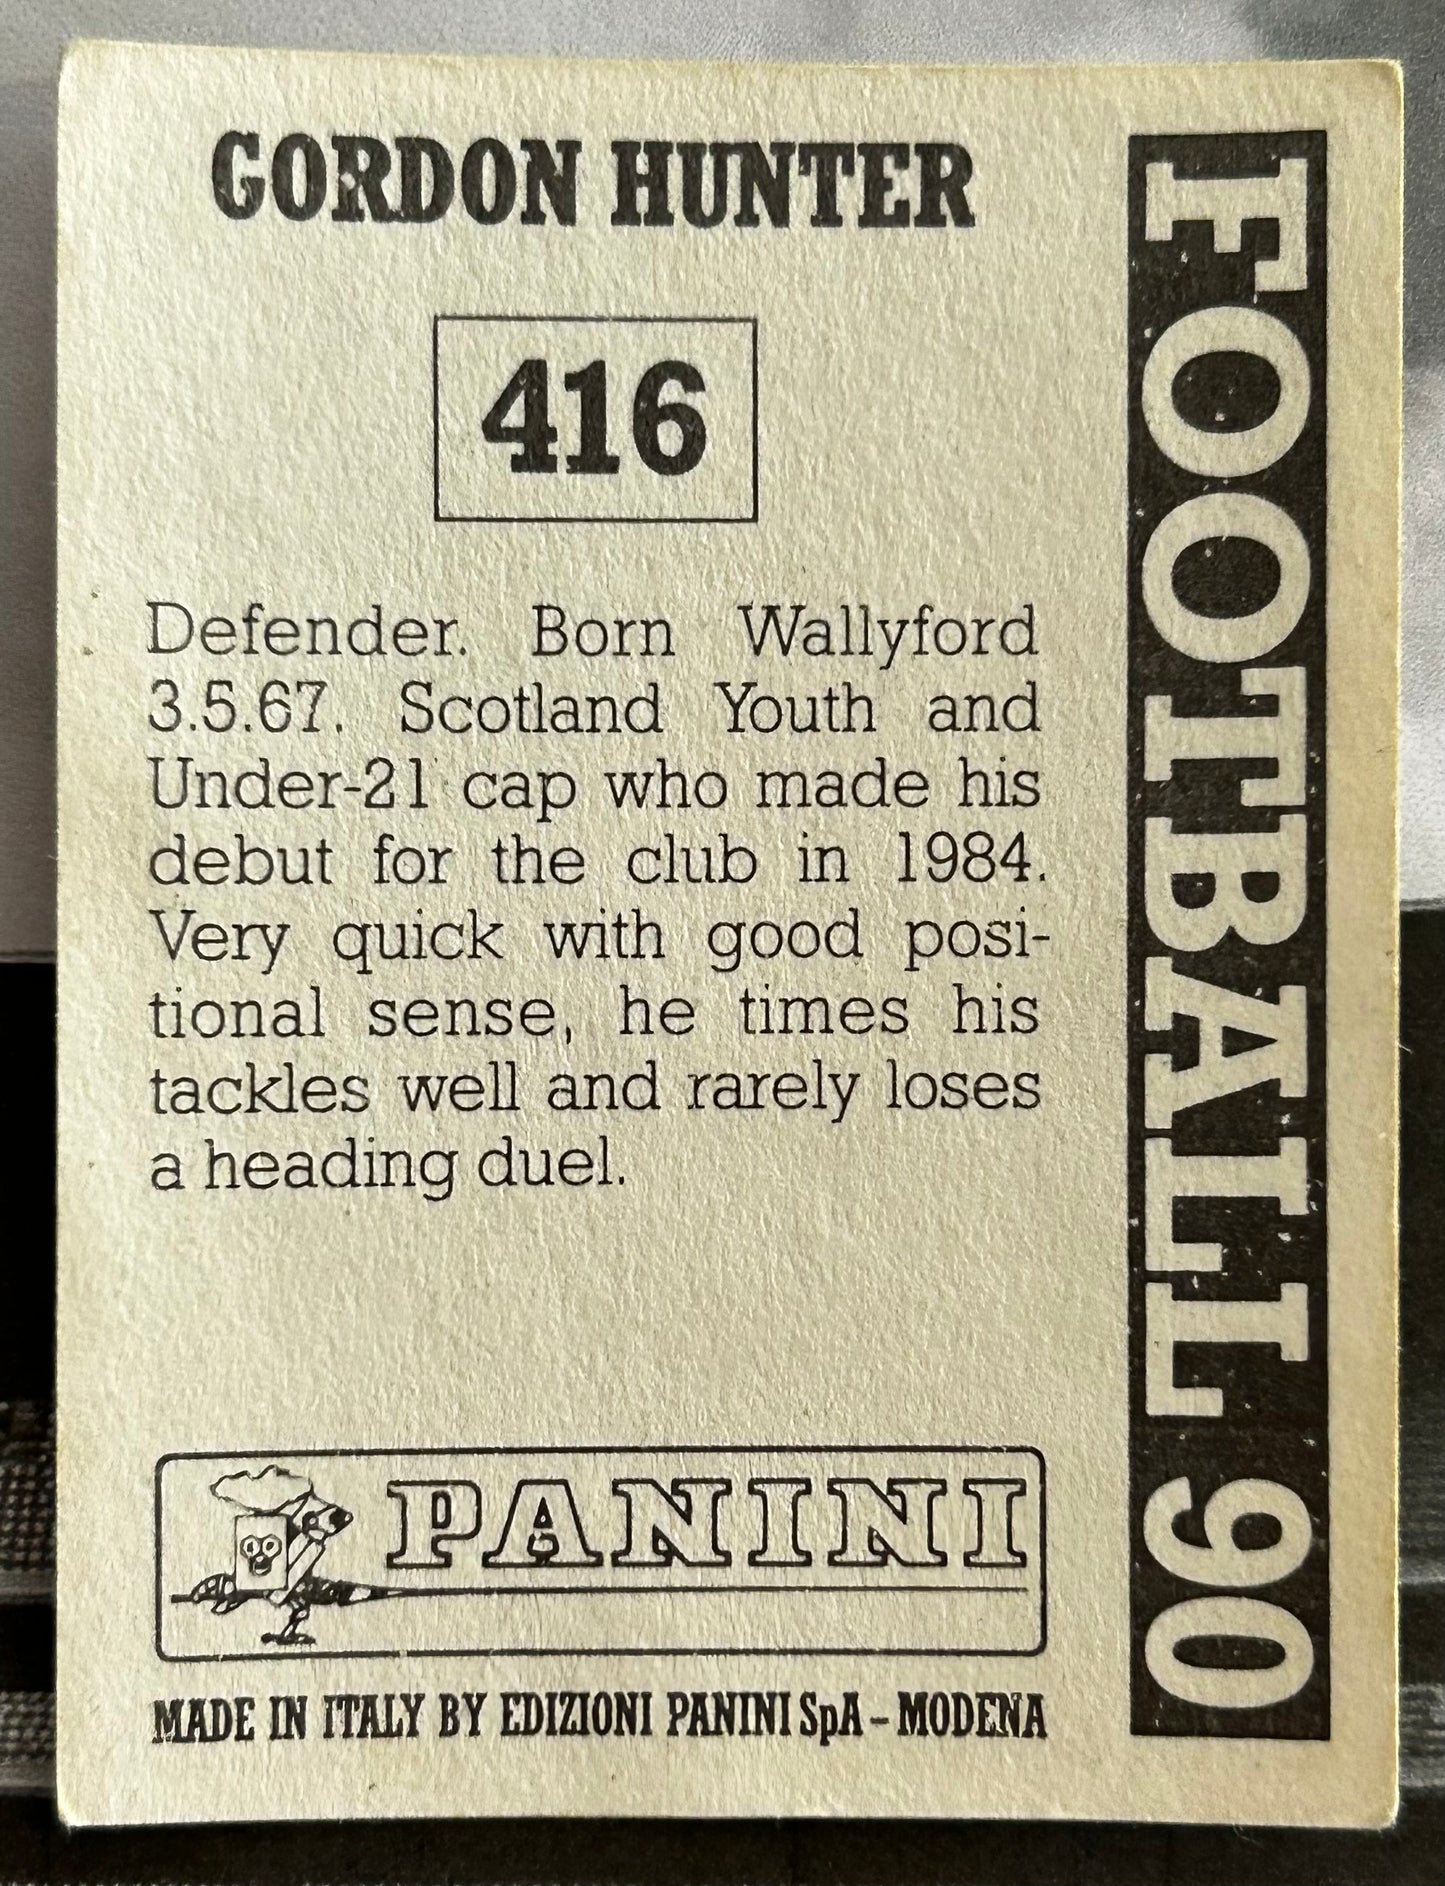 GORDON HUNTER
416
Defender. Born Wallyford
3.5.67. Scotland Youth and
Under-21 cap who made his
debut for the club in 1984.
Very quick with good posi-
tional sense, he times his
tackles well and rarely loses
a heading duel.
PANINI
MADE IN ITALY BY EDIZIONI PANINI SpA – MODENA
FOOTBALL 90